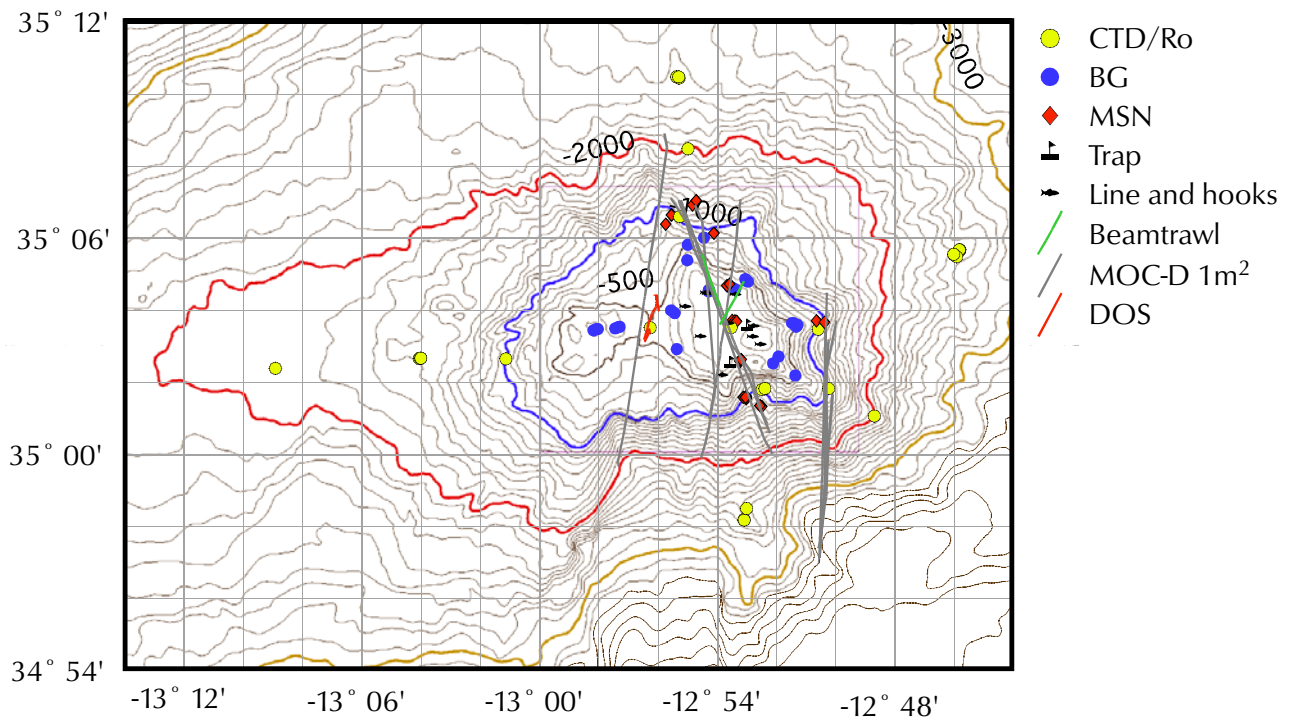 35° 12'
35° 06'
35° 00'
34° 54'
-13° 12'
-13° 06'
-13° 00'
-12° 54'
-12° 48'
-3000
-2000
-1000
-500
CTD/Ro
BG
MSN
Trap
Line and hooks
Beamtrawl
MOC-D 1m²
DOS